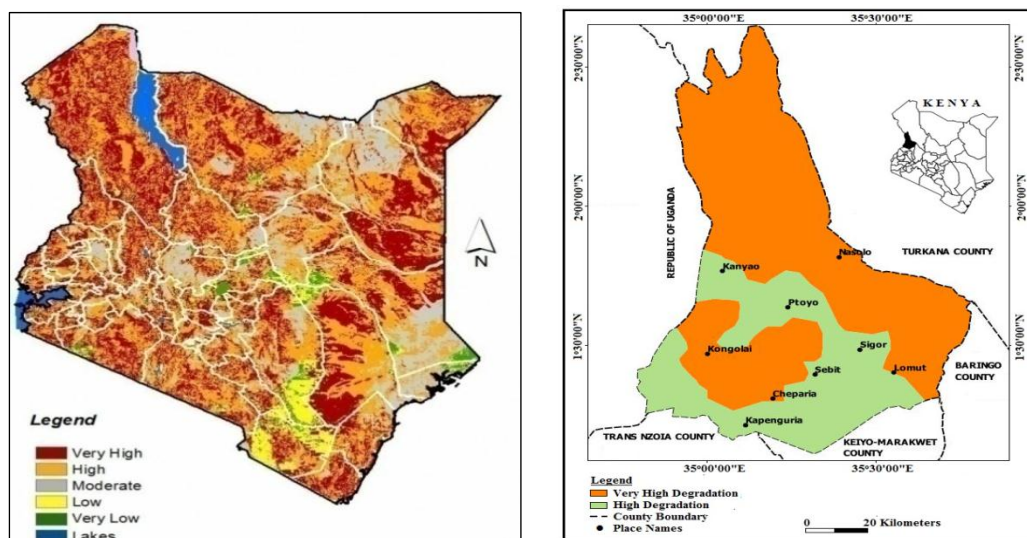 N
Legend
Very High
High
Moderate
Low
Very Low
Lakes
35°00'00"E
35°30'00"E
2°30'00"N
2°30'00"N
KENYA
2°00'00"N
2°00'00"N
REPUBLIC OF UGANDA
TURKANA COUNTY
Nasolo
Kanyao
Ptoyo
1°30'00"N
1°30'00"N
Kongolai
Sigor
Sebit
Lomut
BARINGO
COUNTY
Cheparia
Kapenguria
TRANS NZOIA COUNTY
KEIYO-MARAKWET
COUNTY
35°00'00"E
35°30'00"E
Legend
Very High Degradation
High Degradation
County Boundary
Place Names
0 20 Kilometers